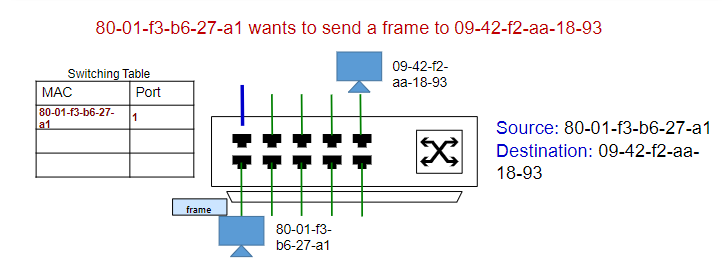 80-01-f3-b6-27-a1 wants to send a frame to 09-42-f2-aa-18-93
Switching Table
MAC Port
80-01-f3-b6-27-
a1
1
09-42-f2-
aa-18-93
Source: 80-01-f3-b6-27-a1
Destination: 09-42-f2-aa-
18-93
frame
80-01-f3-
b6-27-a1